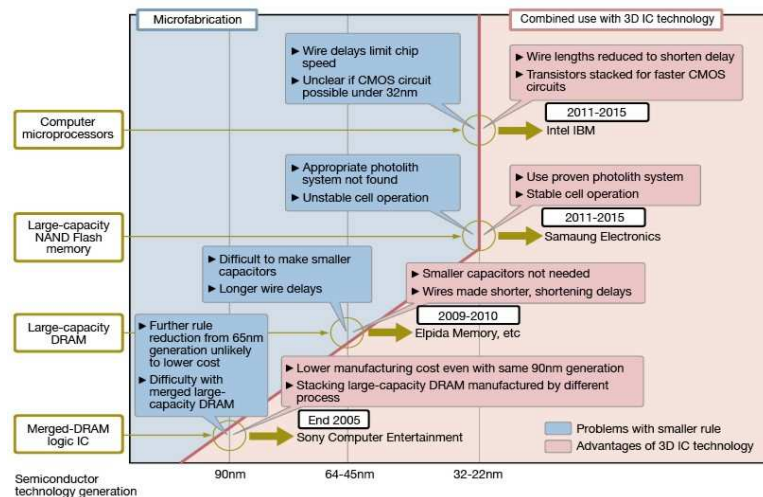 Microfabrication
Combined use with 3D IC technology
► Wire delays limit chip
speed
► Unclear if CMOS circuit
possible under 32nm
► Wire lengths reduced to shorten delay
► Transistors stacked for faster CMOS
circuits
Computer
microprocessors
2011-2015
Intel IBM
► Appropriate photolith
system not found
► Unstable cell operation
► Use proven photolith system
► Stable cell operation
Large-capacity
NAND Flash
memory
2011-2015
Samaung Electronics
► Difficult to make smaller
capacitors
► Longer wire delays
► Smaller capacitors not needed
► Wires made shorter, shortening delays
Large-capacity
DRAM
2009-2010
Elpida Memory, etc
► Further rule
reduction from 65nm
generation unlikely
to lower cost
► Difficulty with
merged large-
capacity DRAM
► Lower manufacturing cost even with same 90nm generation
► Stacking large-capacity DRAM manufactured by different
process
Merged-DRAM
logic IC
End 2005
Sony Computer Entertainment
Problems with smaller rule
Advantages of 3D IC technology
Semiconductor
technology generation
90nm
64-45nm
32-22nm